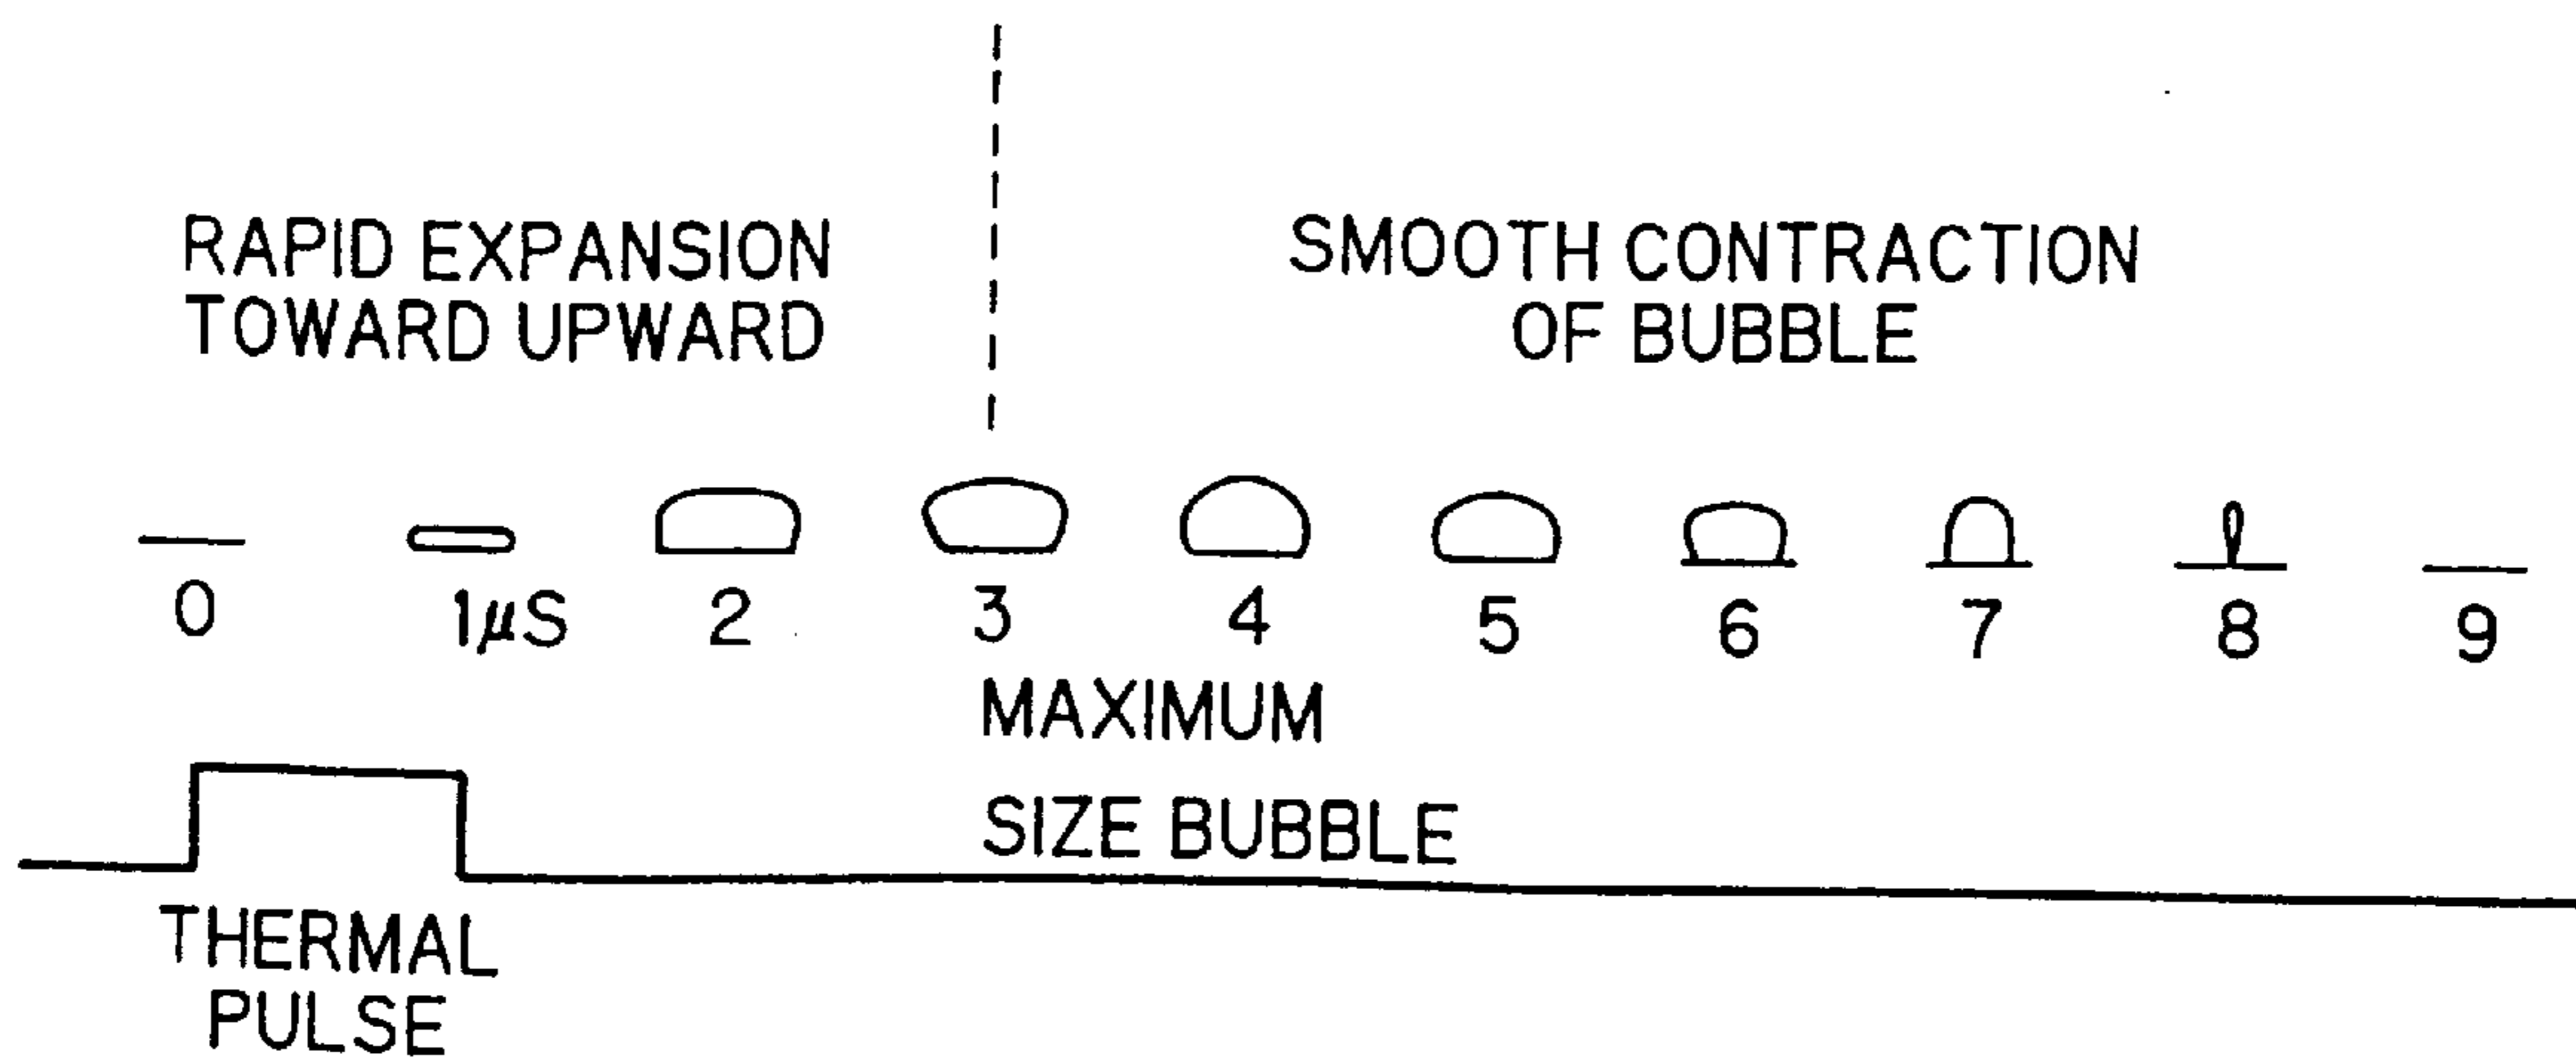 RAPID EXPANSION
TOWARD UPWARD
SMOOTH CONTRACTION
OF BUBBLE
0 1μS 2 3 4 5 6 7 8 9
MAXIMUM
SIZE BUBBLE
THERMAL
PULSE